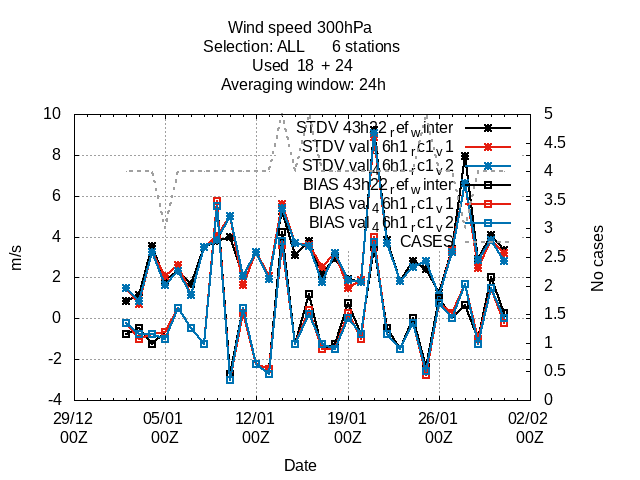 Wind speed 300hPa
Selection: ALL 6 stations
Used 18 + 24
Averaging window: 24h
10 5
STDV 43h22_ref_winter
STDV val_46h1_rc1_v1
STDV val_46h1_rc1_v2
BIAS 43h22_ref_winter
BIAS val_46h1_rc1_v1
BIAS val_46h1_rc1_v2
CASES
8
6
4
2
0
-2
-4
4.5
4
3.5
3
2.5
2
1.5
1
0.5
0
m/s
No cases
29/12 05/01 12/01 19/01 26/01 02/02
00Z 00Z 00Z 00Z 00Z 00Z
Date